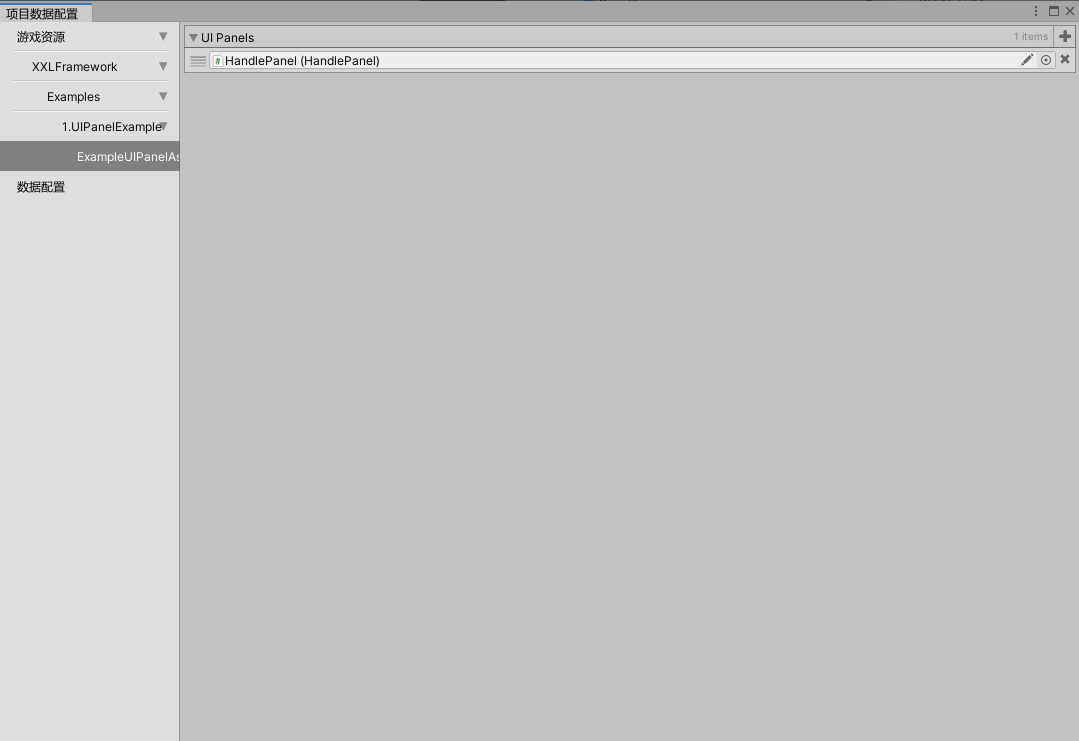 项目数据配置
游戏资源
XXLFramework
Examples
1.UIPanelExample
ExampleUIPanelAs
数据配置
UI Panels
1 items
# HandlePanel (HandlePanel)